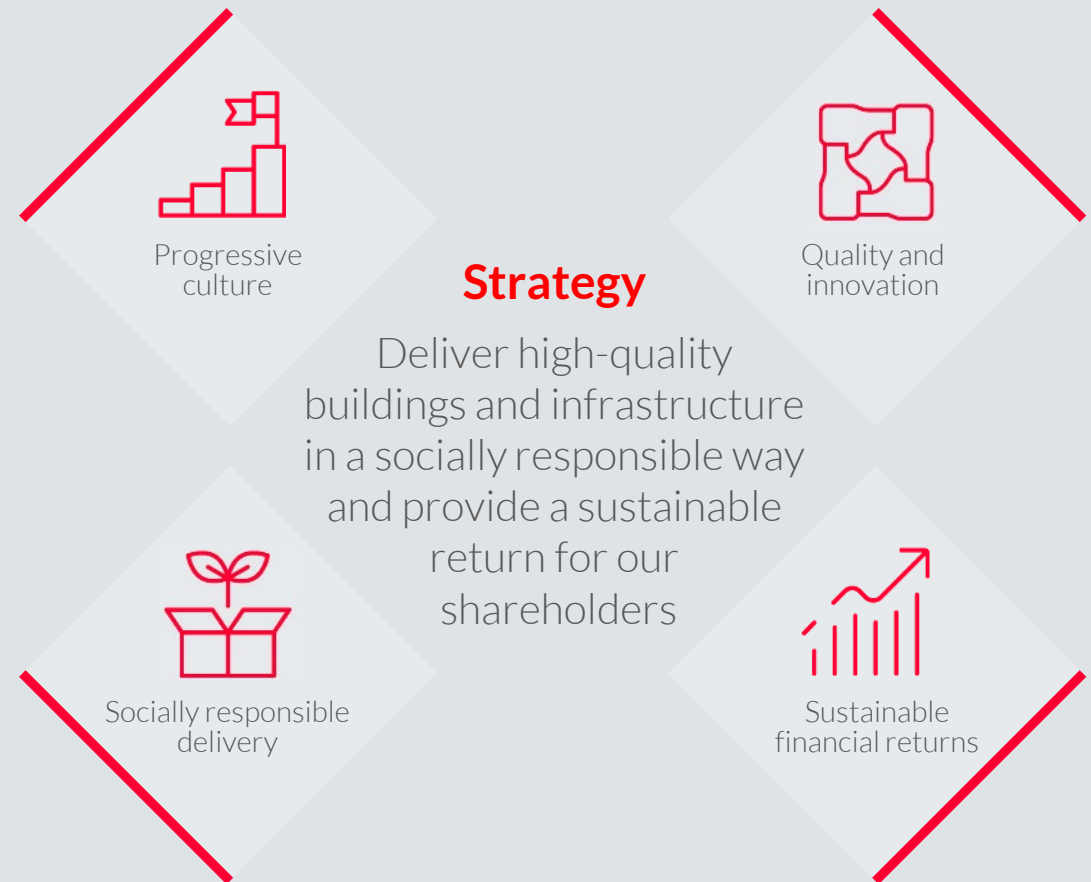 Progressive
culture
Quality and
innovation
Strategy
Deliver high-quality
buildings and infrastructure
in a socially responsible way
and provide a sustainable
return for our
shareholders
Socially responsible
delivery
Sustainable
financial returns